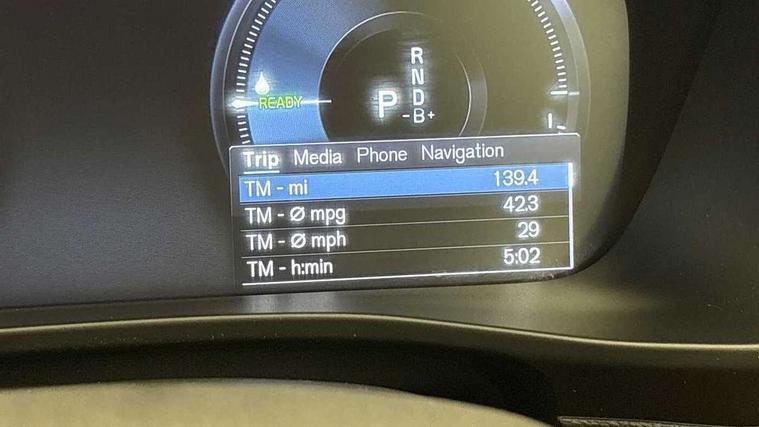 R
N
READY P D
-B+
Trip Media Phone Navigation
TM - mi 139.4
TM - Ø mpg 42.3
TM - Ø mph 29
TM - h:min 5:02